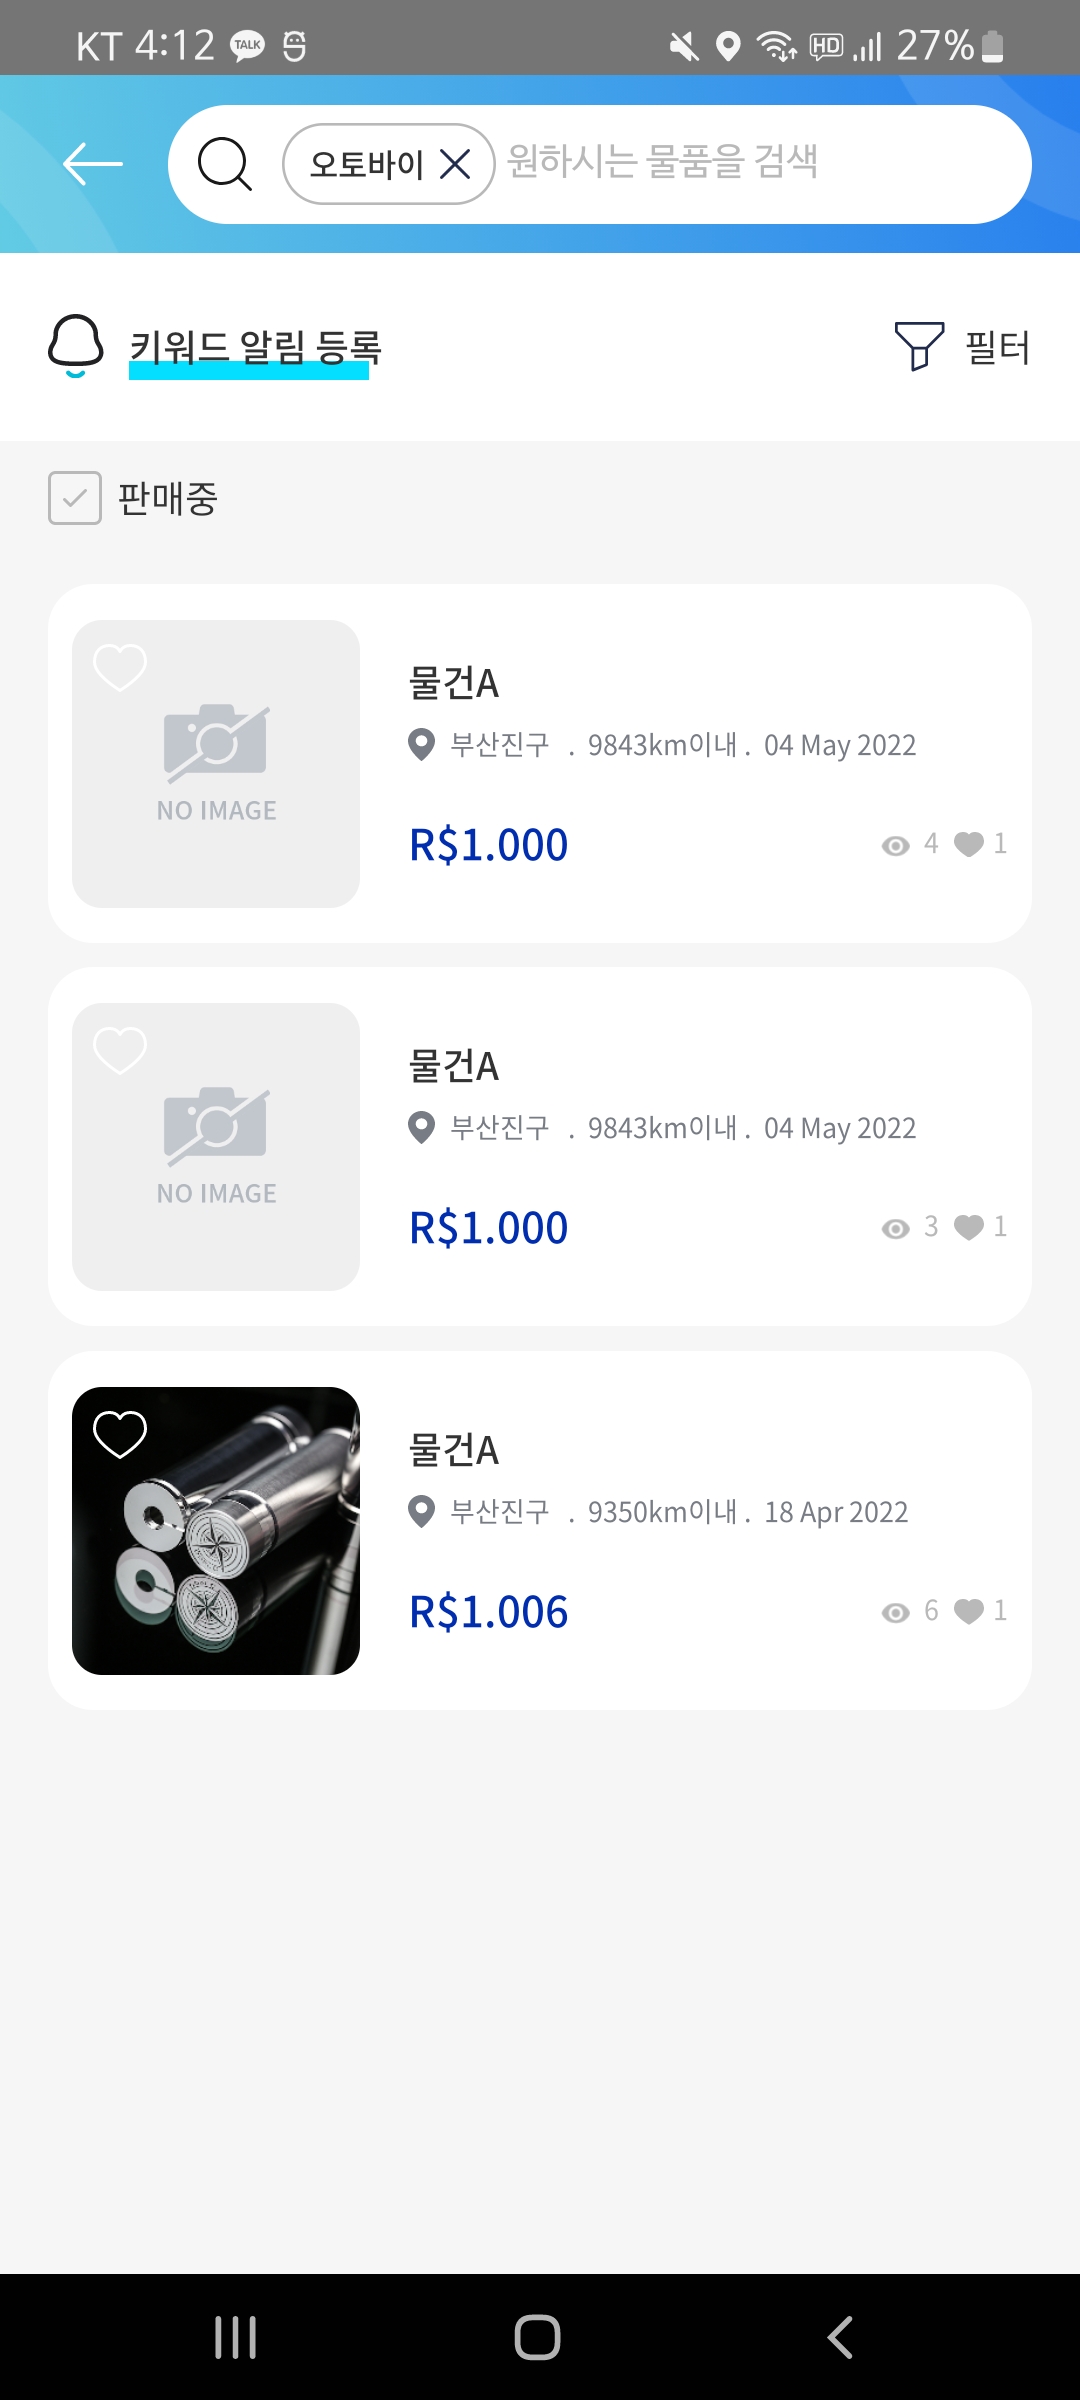 KT 4:12 TALK HD 27%
오토바이 원하시는 물품을 검색
키워드 알림 등록 필터
판매중
물건A
부산진구 . 9843km이내 . 04 May 2022
NO IMAGE
R$1.000 4 1
물건A
부산진구 . 9843km이내 . 04 May 2022
NO IMAGE
R$1.000 3 1
물건A
부산진구 . 9350km이내 . 18 Apr 2022
R$1.006 6 1